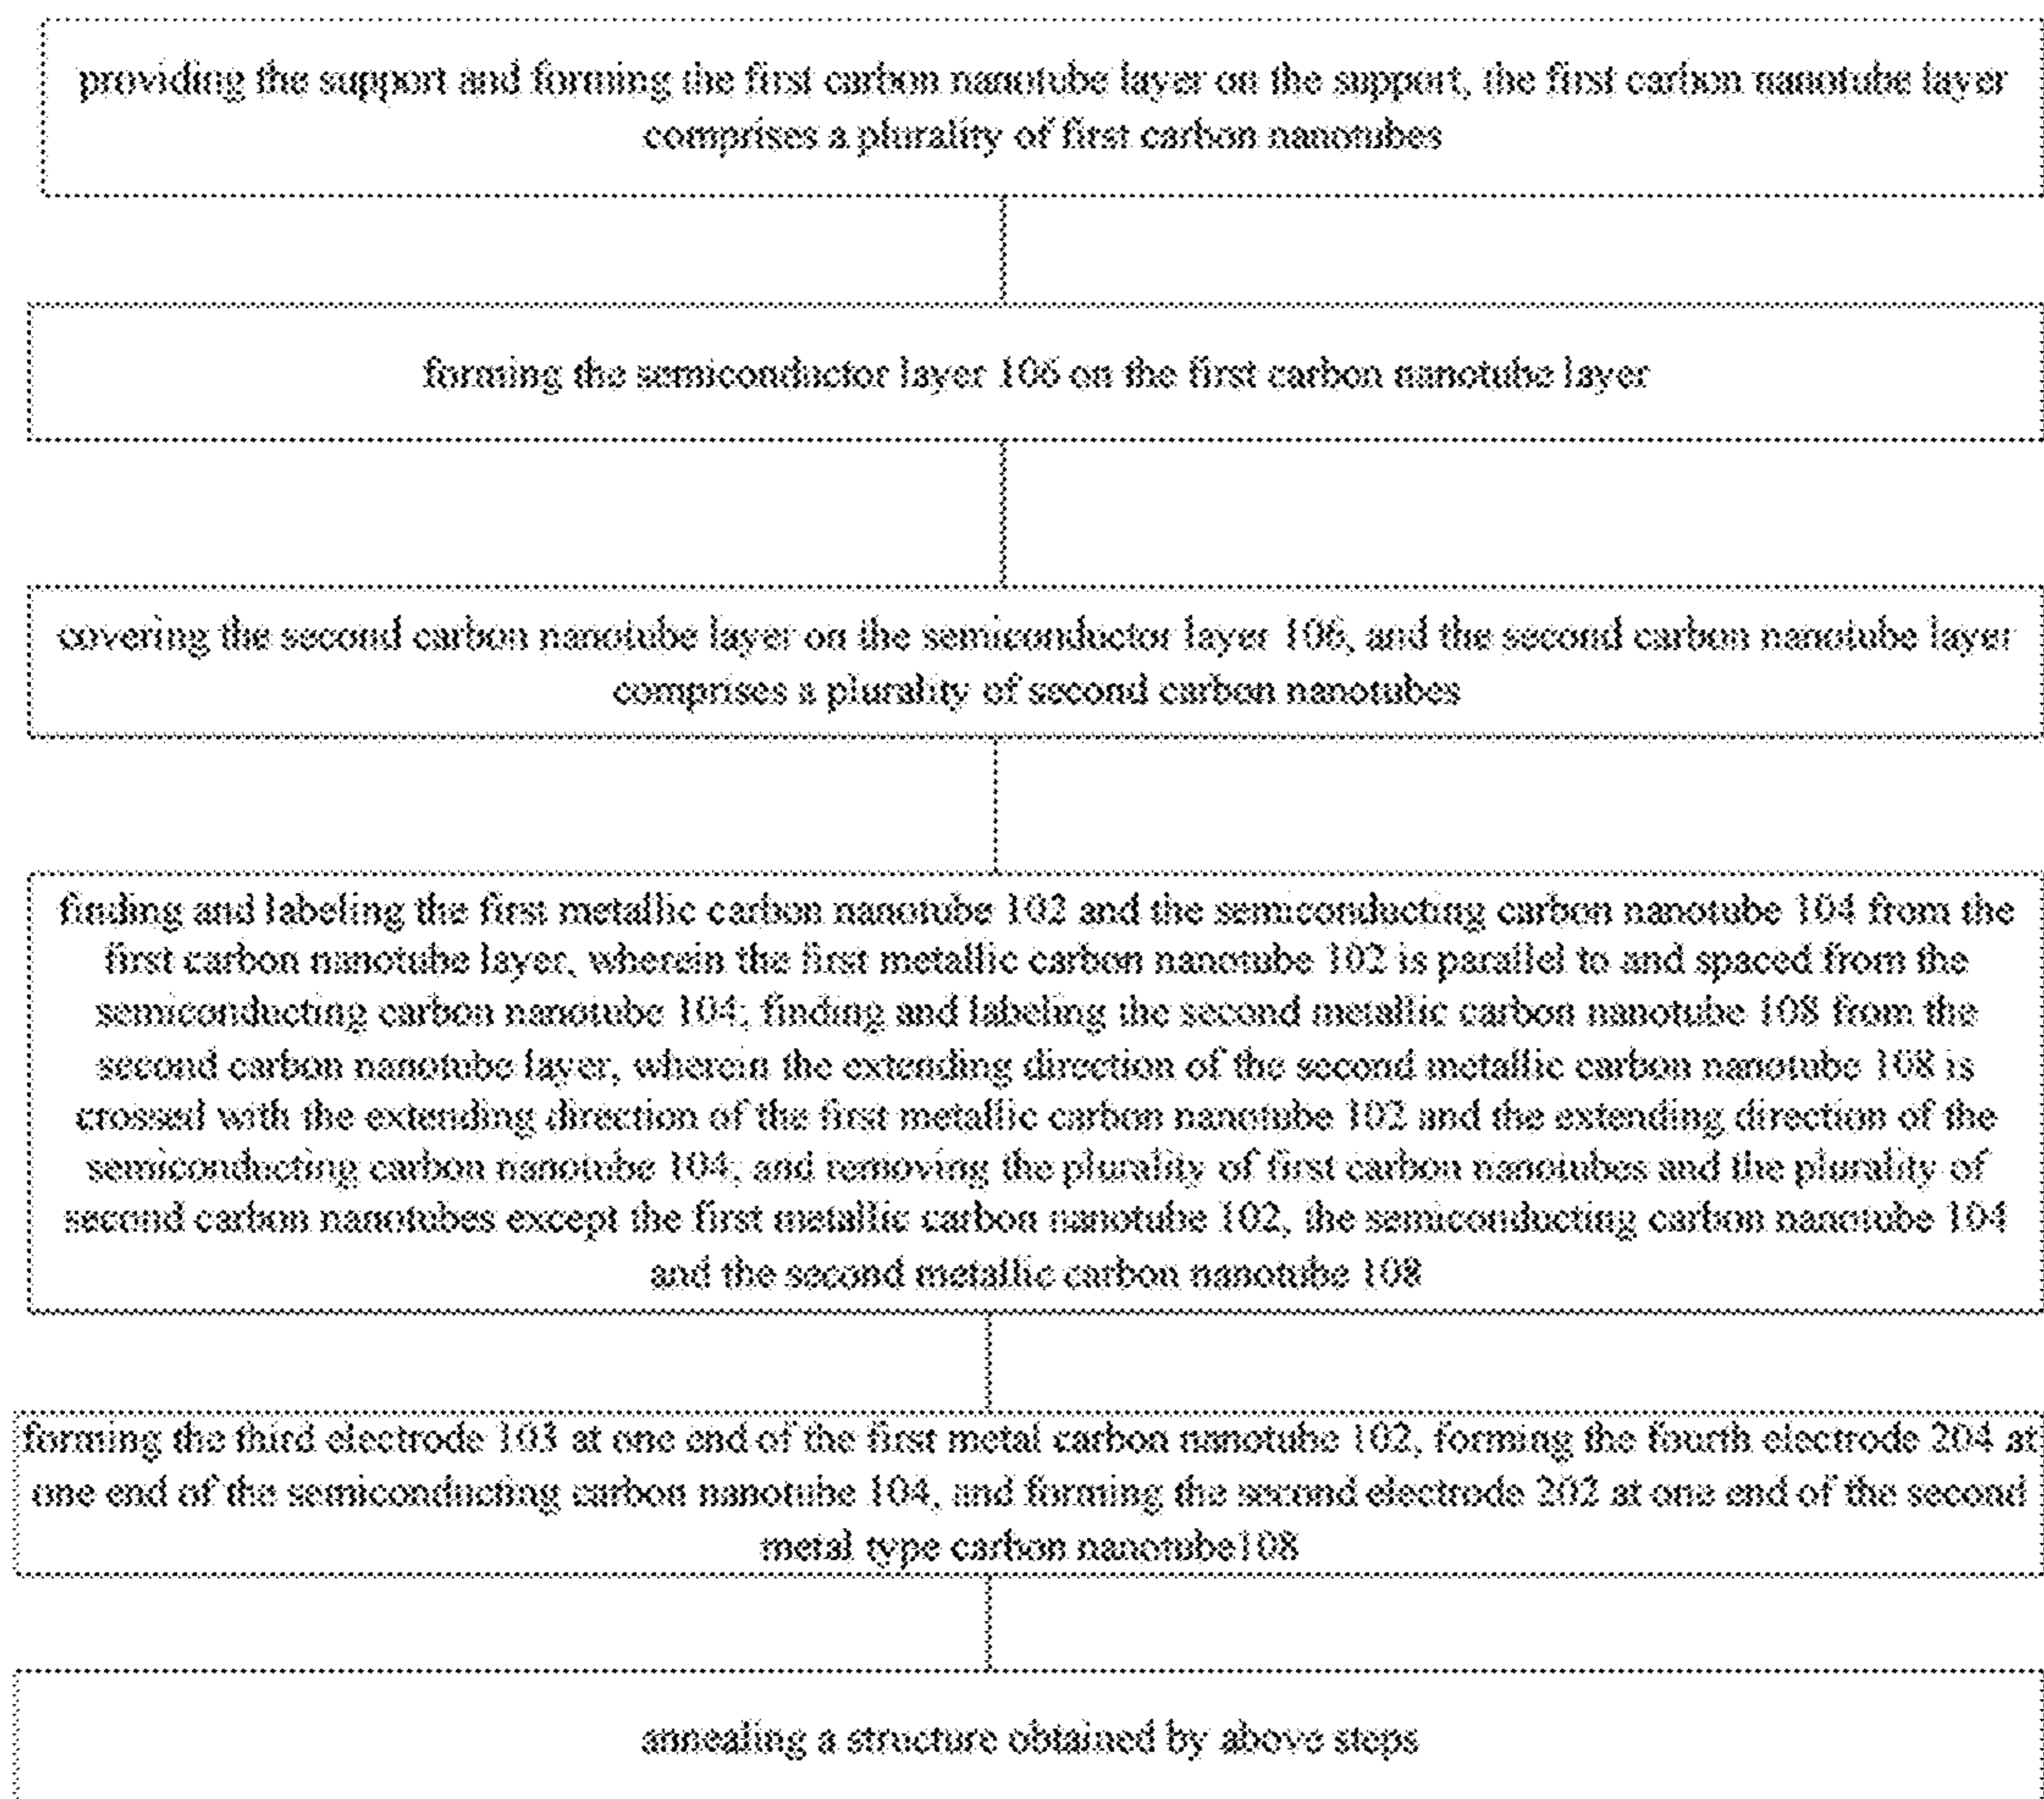 providing the support and forming the first carbon nanotube layer on the support, the first carbon nanotube layer
comprises a plurality of first carbon nanotubes
forming the semiconductor layer 106 on the first carbon nanotube layer
covering the second carbon nanotube layer on the semiconductor layer 106, and the second carbon nanotube layer
comprises a plurality of second carbon nanotubes
finding and labeling the first metallic carbon nanotube 102 and the semiconducting carbon nanotube 104 from the
first carbon nanotube layer, wherein the first metallic carbon nanotube 102 is parallel to and spaced from the
semiconducting carbon nanotube 104; finding and labeling the second metallic carbon nanotube 108 from the
second carbon nanotube layer, wherein the extending direction of the second metallic carbon nanotube 108 is
crossed with the extending direction of the first metallic carbon nanotube 102 and the extending direction of the
semiconducting carbon nanotube 104; and removing the plurality of first carbon nanotubes and the plurality of
second carbon nanotubes except the first metallic carbon nanotube 102, the semiconducting carbon nanotube 104
and the second metallic carbon nanotube 108
forming the third electrode 103 at one end of the first metal carbon nanotube 102, forming the fourth electrode 204 at
one end of the semiconducting carbon nanotube 104, and forming the second electrode 202 at one end of the second
metal type carbon nanotube108
annealing a structure obtained by above steps